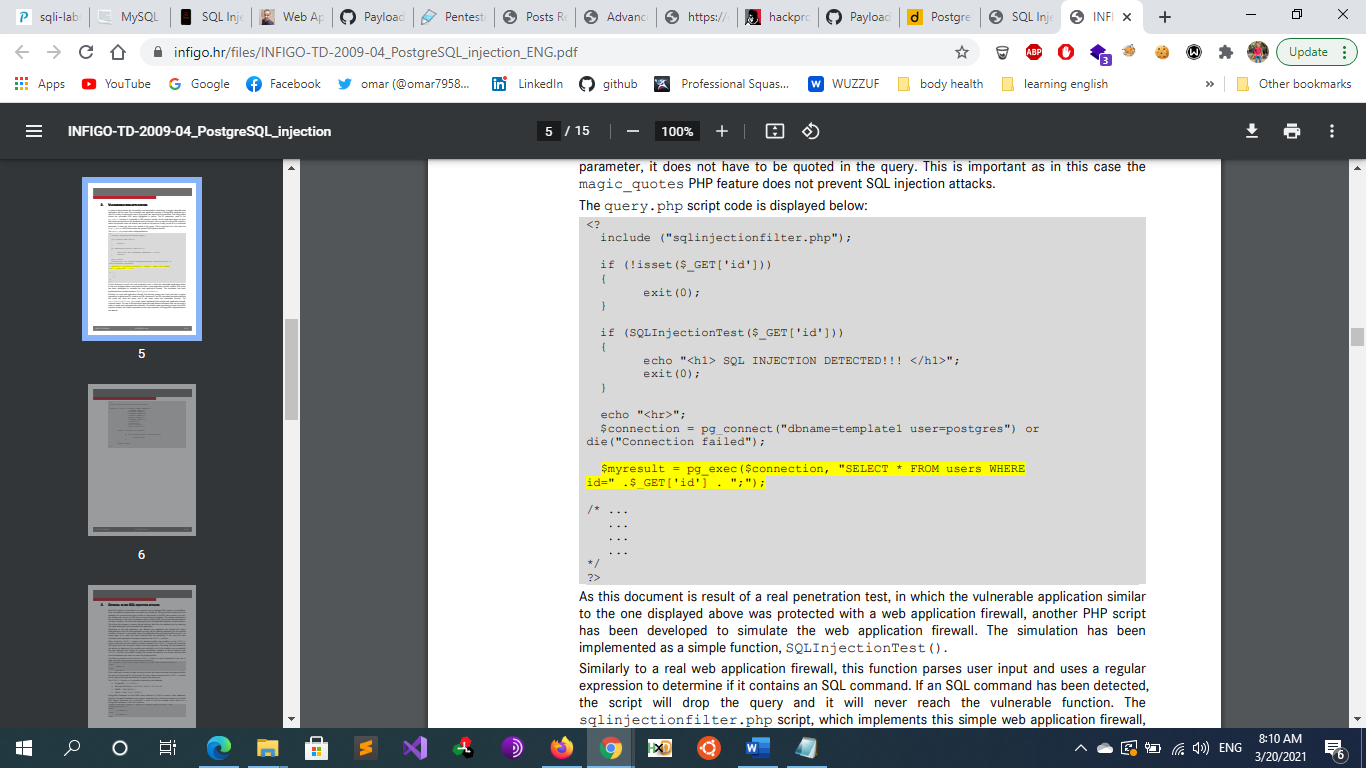 sqli-lab
MySQL
SQL Inje
Web Ap
Payload
Pentest
Posts R
Advanc
https://
hackpro
Payload
Postgre
SQL Inje
INFI
infigo.hr/files/INFIGO-TD-2009-04_PostgreSQL_injection_ENG.pdf
ABP
3
Update
Apps
YouTube
Google
Facebook
omar (@omar7958...
LinkedIn
github
Professional Squas...
WUZZUF
body health
learning english
»
Other bookmarks
INFIGO-TD-2009-04_PostgreSQL_injection
5 / 15
100%
5
6
parameter, it does not have to be quoted in the query. This is important as in this case the
magic_quotes PHP feature does not prevent SQL injection attacks.
The query.php script code is displayed below:
<?
include ("sqlinjectionfilter.php");
if (!isset($_GET['id']))
{
exit(0);
}
if (SQLInjectionTest($_GET['id']))
{
echo "<h1> SQL INJECTION DETECTED!!! </h1>";
exit(0);
}
echo "<hr>";
$connection = pg_connect("dbname=template1 user=postgres") or
die("Connection failed");
$myresult = pg_exec($connection, "SELECT * FROM users WHERE
id=" .$_GET['id'] . ";");
/* ...
...
...
...
*/
?>
As this document is result of a real penetration test, in which the vulnerable application similar
to the one displayed above was protected with a web application firewall, another PHP script
has been developed to simulate the web application firewall. The simulation has been
implemented as a simple function, SQLInjectionTest().
Similarly to a real web application firewall, this function parses user input and uses a regular
expression to determine if it contains an SQL command. If an SQL command has been detected,
the script will drop the query and it will never reach the vulnerable function. The
sqlinjectionfilter.php script, which implements this simple web application firewall,
ENG
8:10 AM
3/20/2021
6